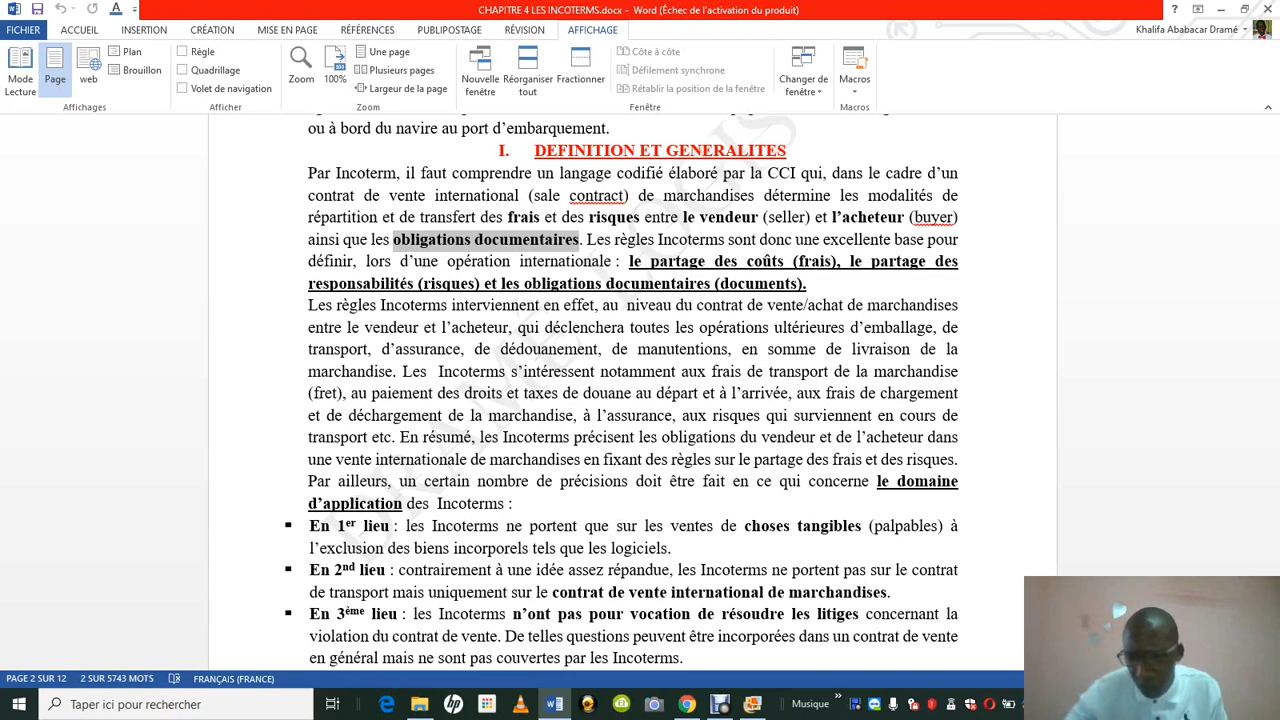 CHAPITRE 4 LES INCOTERMS.docx - Word (Échec de l'activation du produit)
FICHIER ACCUEIL INSERTION CRÉATION MISE EN PAGE RÉFÉRENCES PUBLIPOSTAGE RÉVISION AFFICHAGE Khalifa Ababacar Dramé
Mode Lecture
Page
web
Plan
Brouillon
Affichages
Règle
Quadrillage
Volet de navigation
Afficher
Zoom
100%
Une page
Plusieurs pages
Largeur de la page
Zoom
Nouvelle fenêtre
Réorganiser tout
Fractionner
Côte à côte
Défilement synchrone
Rétablir la position de la fenêtre
Fenêtre
Changer de fenêtre
Macros
Macros
ou à bord du navire au port d'embarquement.
I. DEFINITION ET GENERALITES
Par Incoterm, il faut comprendre un langage codifié élaboré par la CCI qui, dans le cadre d'un
contrat de vente international (sale contract) de marchandises détermine les modalités de
répartition et de transfert des frais et des risques entre le vendeur (seller) et l'acheteur (buyer)
ainsi que les obligations documentaires. Les règles Incoterms sont donc une excellente base pour
définir, lors d'une opération internationale : le partage des coûts (frais), le partage des
responsabilités (risques) et les obligations documentaires (documents).
Les règles Incoterms interviennent en effet, au niveau du contrat de vente/achat de marchandises
entre le vendeur et l'acheteur, qui déclenchera toutes les opérations ultérieures d'emballage, de
transport, d'assurance, de dédouanement, de manutentions, en somme de livraison de la
marchandise. Les Incoterms s'intéressent notamment aux frais de transport de la marchandise
(fret), au paiement des droits et taxes de douane au départ et à l'arrivée, aux frais de chargement
et de déchargement de la marchandise, à l'assurance, aux risques qui surviennent en cours de
transport etc. En résumé, les Incoterms précisent les obligations du vendeur et de l'acheteur dans
une vente internationale de marchandises en fixant des règles sur le partage des frais et des risques.
Par ailleurs, un certain nombre de précisions doit être fait en ce qui concerne le domaine
d'application des Incoterms :
▪ En 1er lieu : les Incoterms ne portent que sur les ventes de choses tangibles (palpables) à
l'exclusion des biens incorporels tels que les logiciels.
▪ En 2nd lieu : contrairement à une idée assez répandue, les Incoterms ne portent pas sur le contrat
de transport mais uniquement sur le contrat de vente international de marchandises.
▪ En 3ème lieu : les Incoterms n'ont pas pour vocation de résoudre les litiges concernant la
violation du contrat de vente. De telles questions peuvent être incorporées dans un contrat de vente
en général mais ne sont pas couvertes par les Incoterms.
PAGE 2 SUR 12 2 SUR 5743 MOTS FRANÇAIS (FRANCE)
Taper ici pour rechercher
Musique